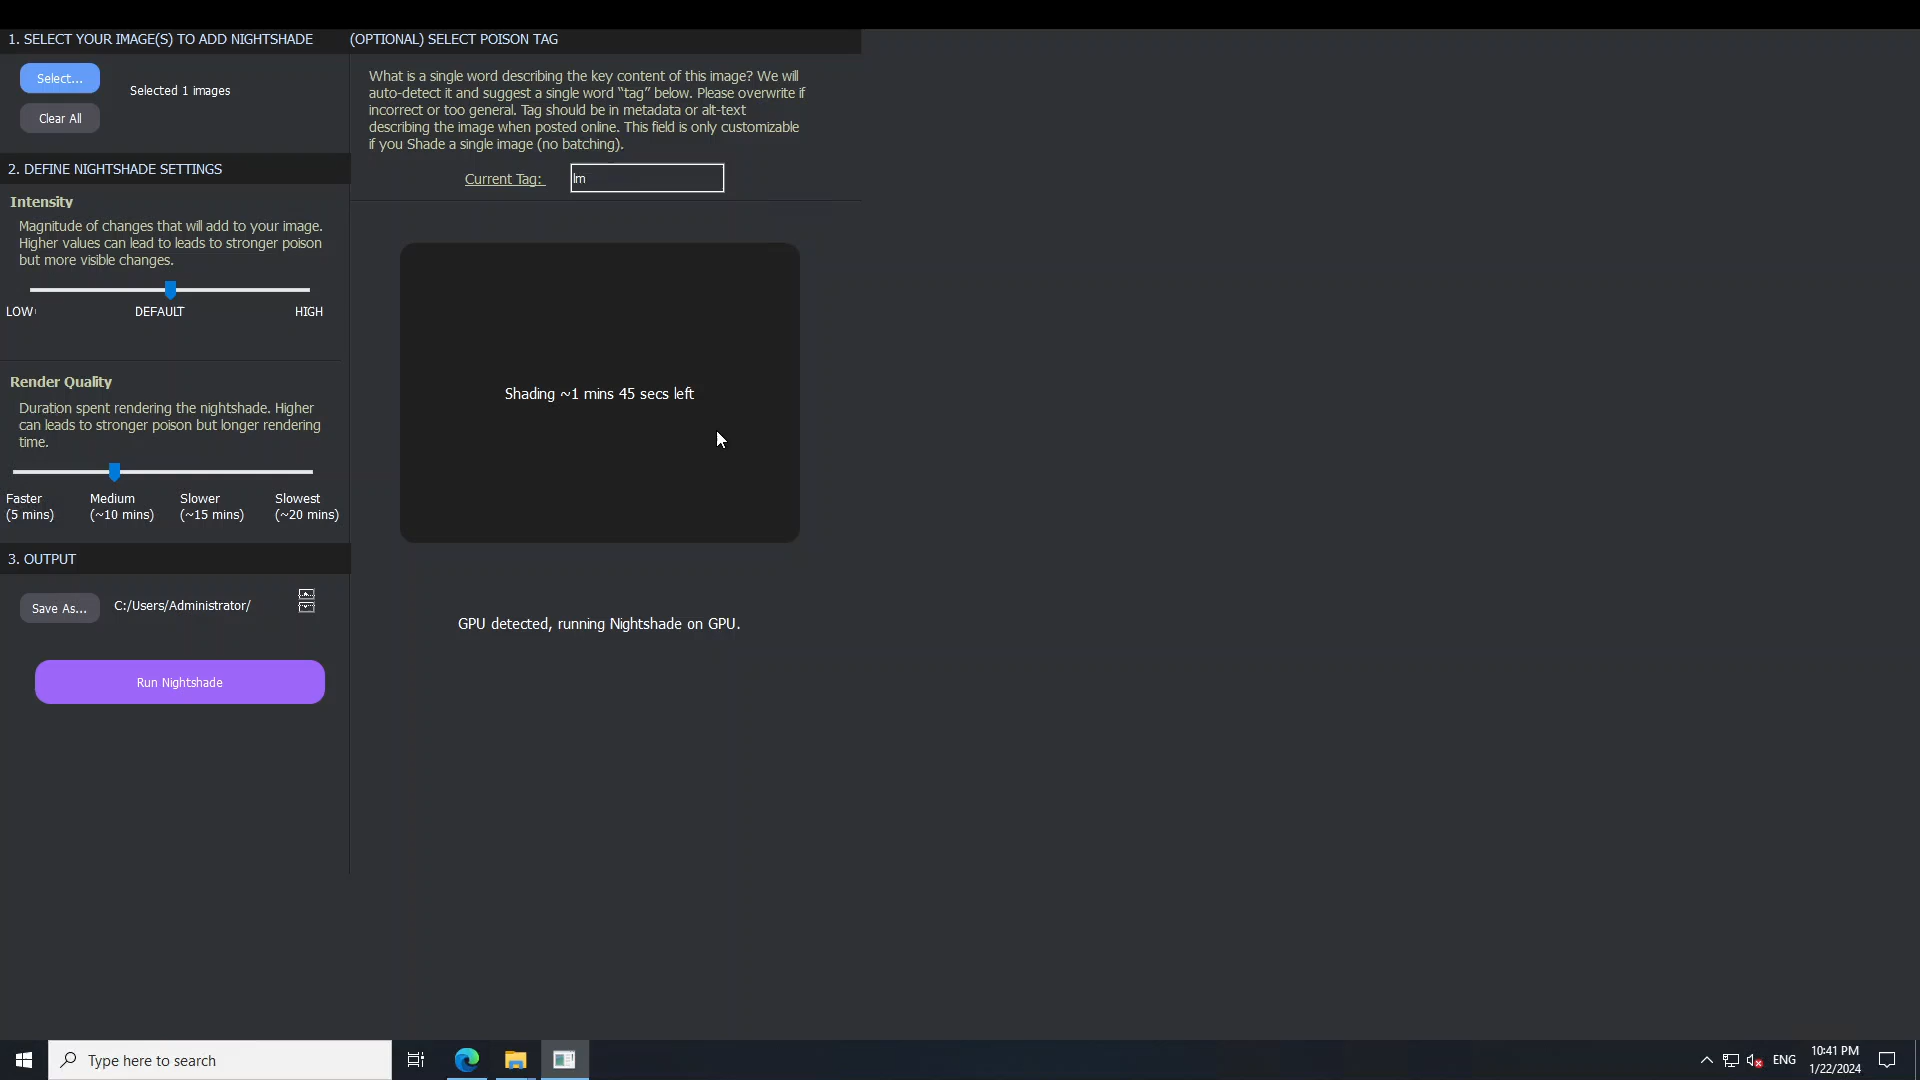 1. SELECT YOUR IMAGE(S) TO ADD NIGHTSHADE
Select...
Selected 1 images
Clear All
2. DEFINE NIGHTSHADE SETTINGS
Intensity
Magnitude of changes that will add to your image.
Higher values can lead to leads to stronger poison
but more visible changes.
LOW DEFAULT HIGH
Render Quality
Duration spent rendering the nightshade. Higher
can leads to stronger poison but longer rendering
time.
Faster Medium Slower Slowest
(5 mins) (~10 mins) (~15 mins) (~20 mins)
3. OUTPUT
Save As... C:/Users/Administrator/
Run Nightshade
(OPTIONAL) SELECT POISON TAG
What is a single word describing the key content of this image? We will
auto-detect it and suggest a single word “tag” below. Please overwrite if
incorrect or too general. Tag should be in metadata or alt-text
describing the image when posted online. This field is only customizable
if you Shade a single image (no batching).
Current Tag:
Shading ~1 mins 45 secs left
GPU detected, running Nightshade on GPU.
Type here to search
ENG
10:41 PM
1/22/2024